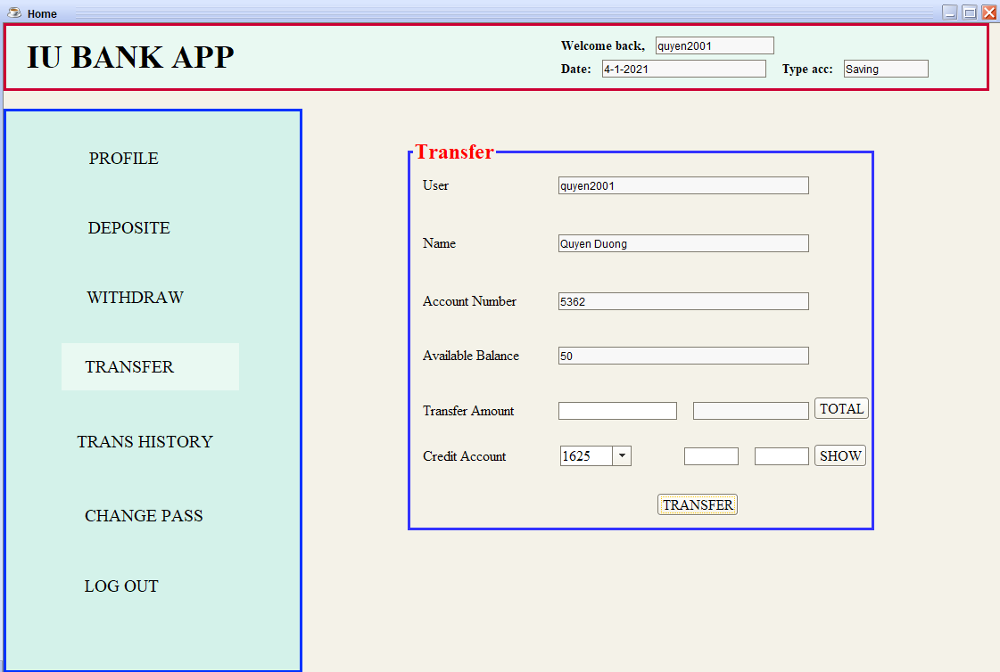 Home
IU BANK APP
Welcome back, quyen2001
Date: 4-1-2021 Type acc: Saving
PROFILE
DEPOSITE
WITHDRAW
TRANSFER
TRANS HISTORY
CHANGE PASS
LOG OUT
Transfer
User quyen2001
Name Quyen Duong
Account Number 5362
Available Balance 50
Transfer Amount TOTAL
Credit Account 1625 SHOW
TRANSFER